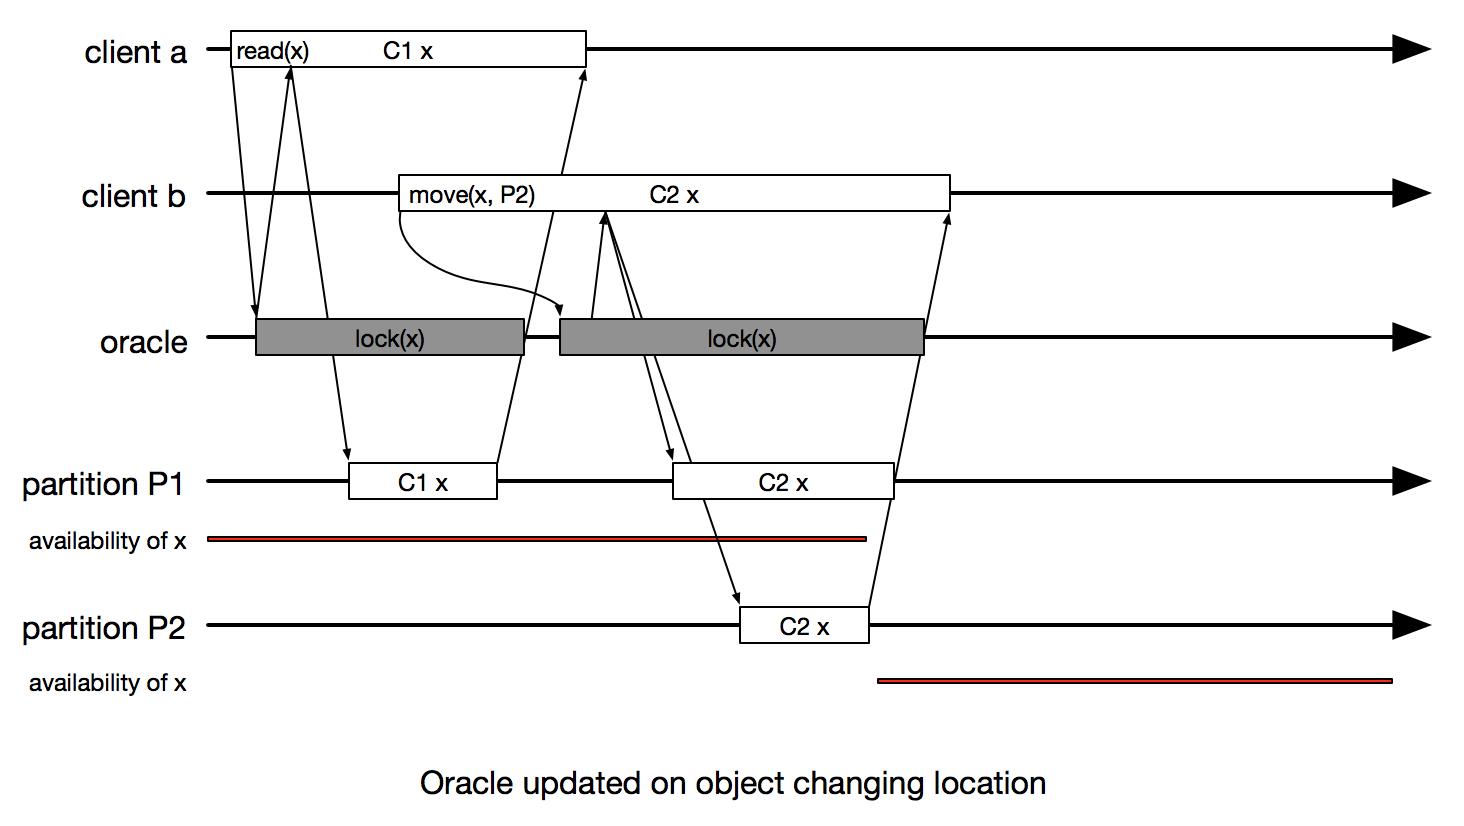 client a
read(x)
C1 x
client b
move(x, P2)
C2 x
oracle
lock(x)
lock(x)
partition P1
C1 x
C2 x
availability of x
partition P2
C2 x
availability of x
Oracle updated on object changing location